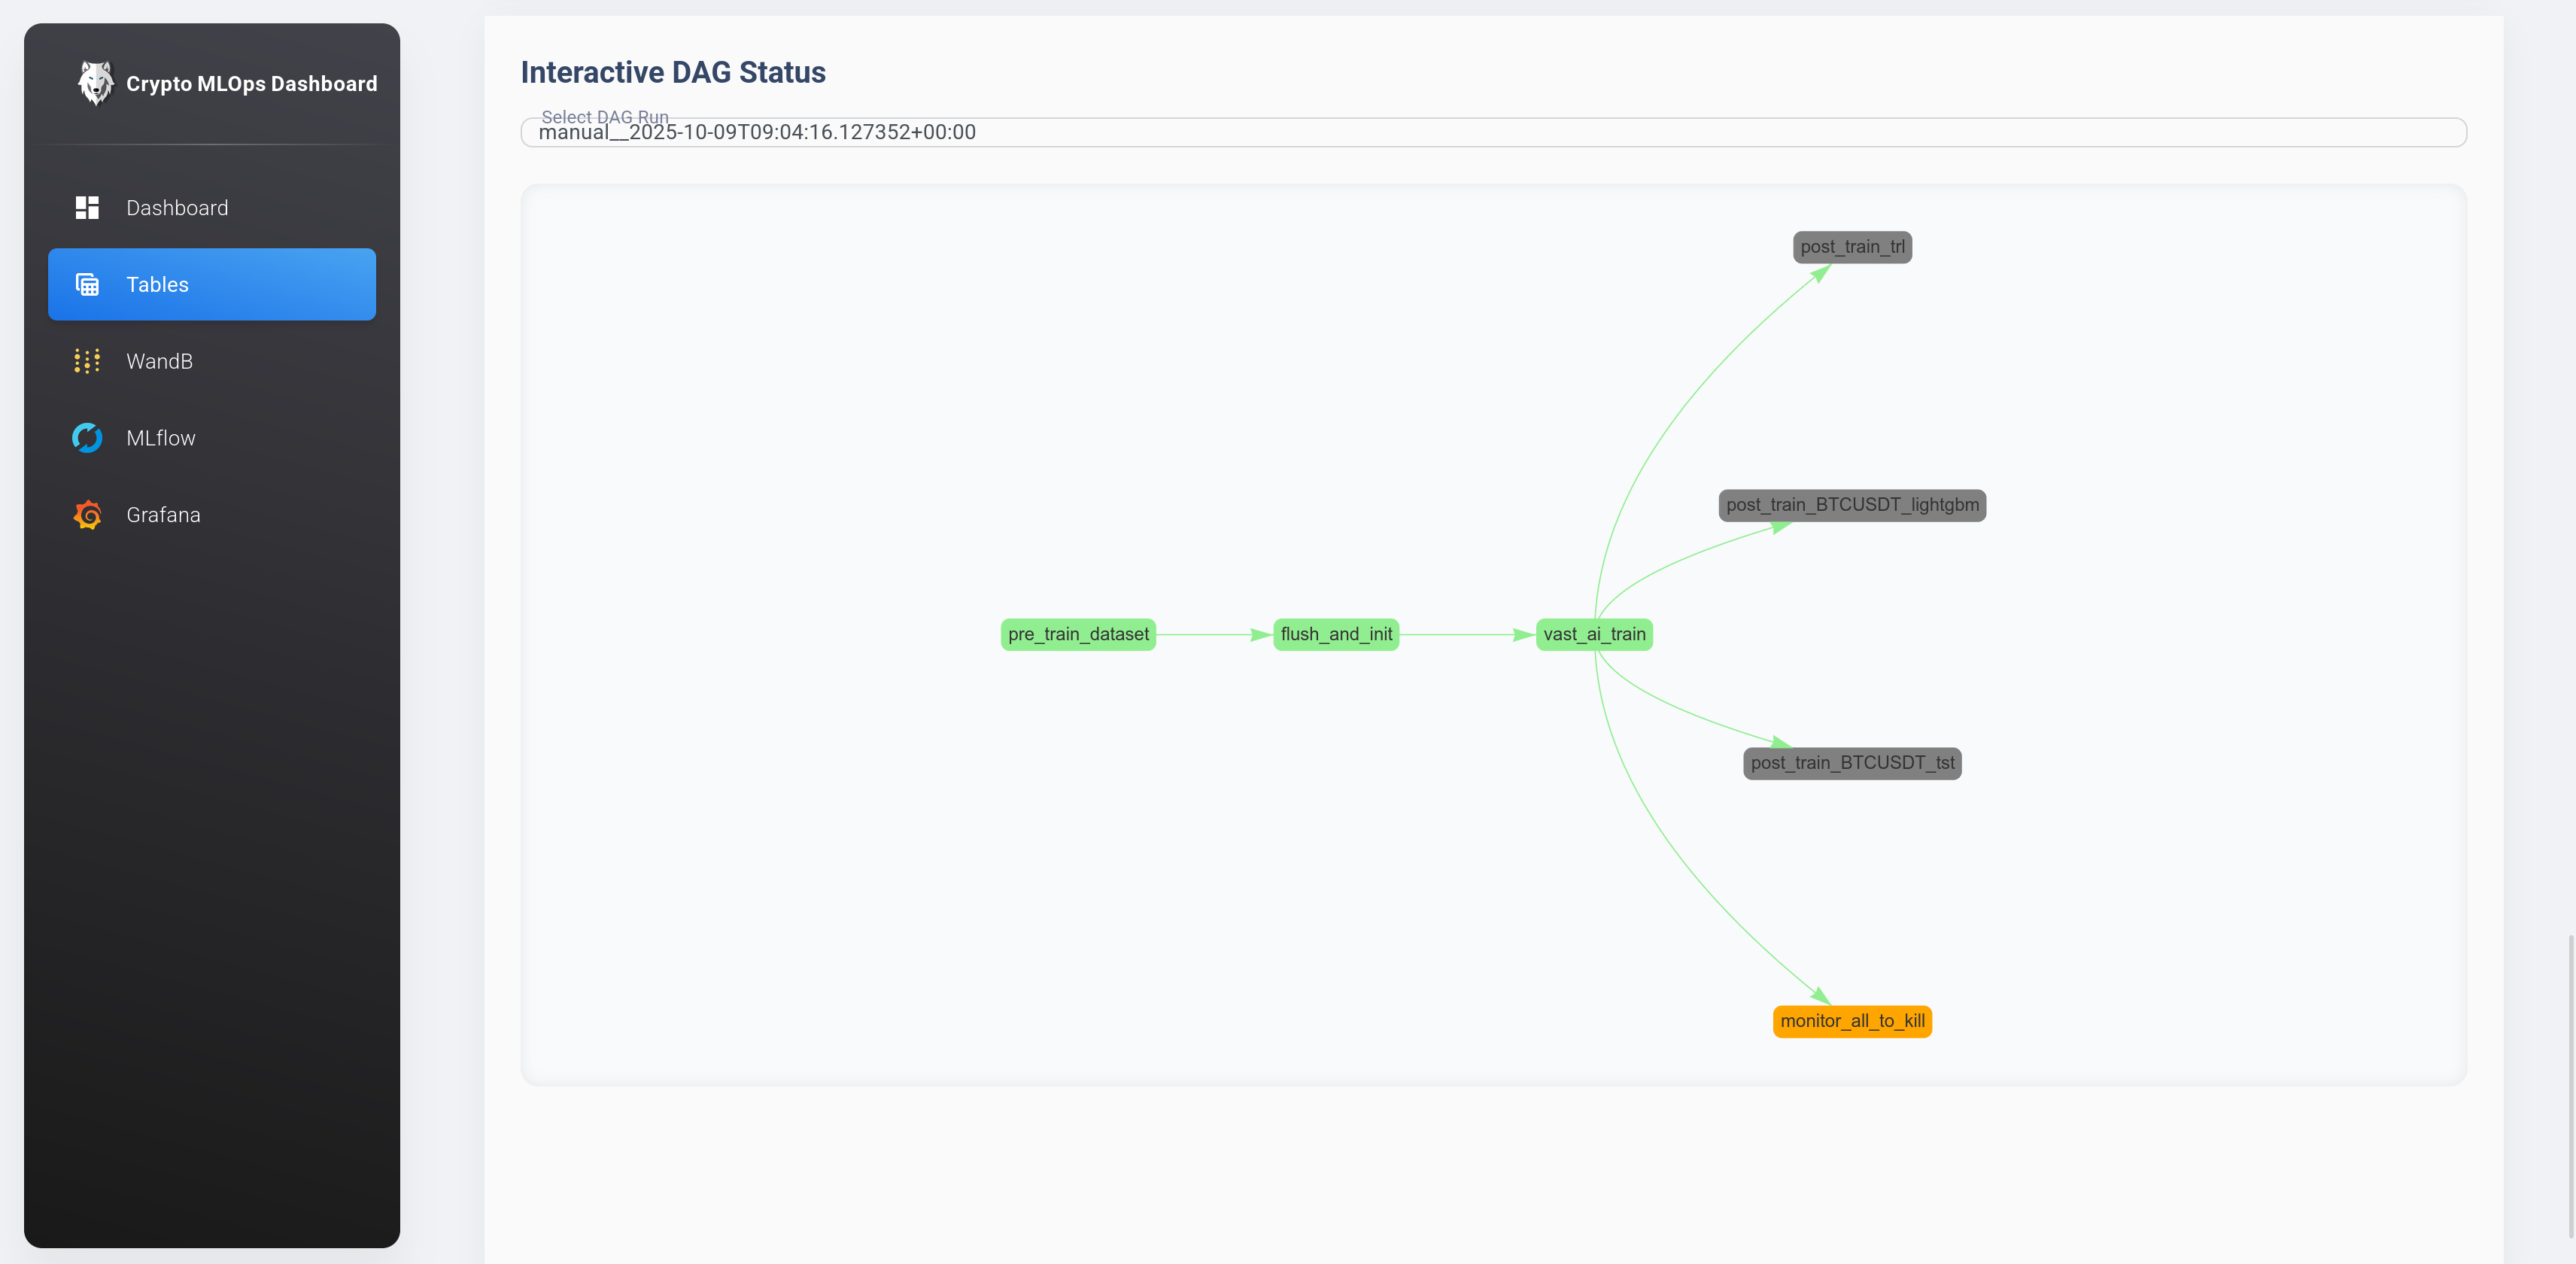 Crypto MLOps Dashboard
Dashboard
Tables
WandB
MLflow
Grafana
Interactive DAG Status
Select DAG Run
manual__2025-10-09T09:04:16.127352+00:00
post_train_trl
post_train_BTCUSDT_lightgbm
pre_train_dataset
flush_and_init
vast_ai_train
post_train_BTCUSDT_tst
monitor_all_to_kill